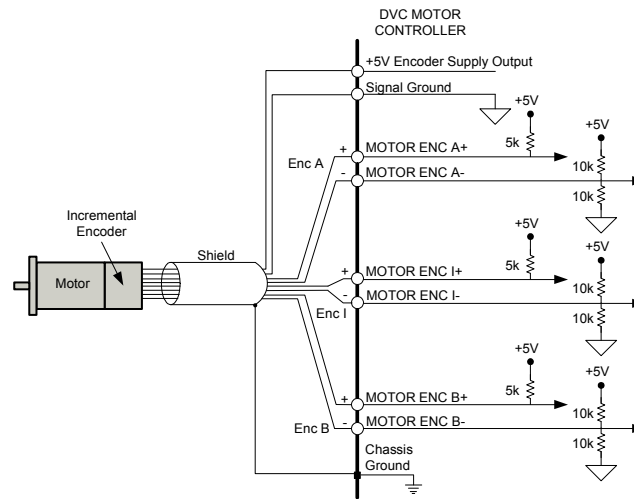 DVC MOTOR
CONTROLLER
+5V Encoder Supply Output
Signal Ground
+5V
+5V
5k
Enc A
+
MOTOR ENC A+
10k
-
MOTOR ENC A-
10k
Incremental
Encoder
Shield
Motor
+5V
+5V
5k
+
MOTOR ENC I+
10k
-
MOTOR ENC I-
Enc I
10k
+5V
+5V
5k
+
MOTOR ENC B+
10k
Enc B
-
MOTOR ENC B-
10k
Chassis
Ground